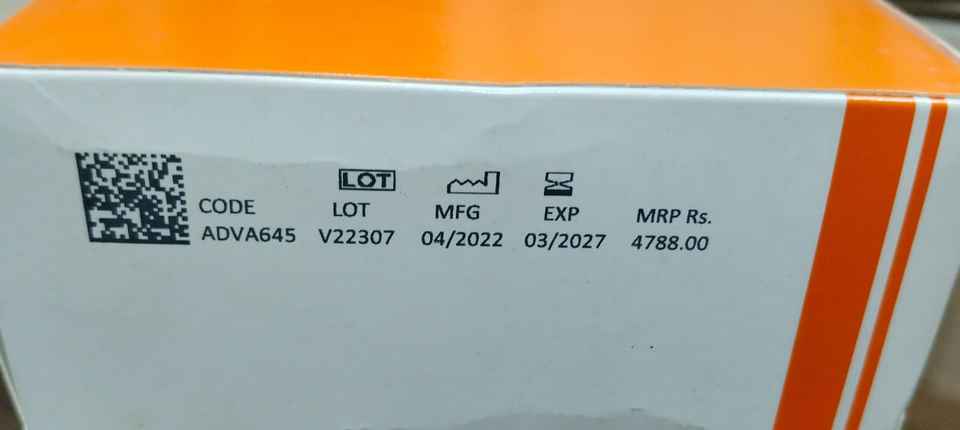 LOT
CODE LOT MFG EXP MRP Rs.
ADVA645 V22307 04/2022 03/2027 4788.00